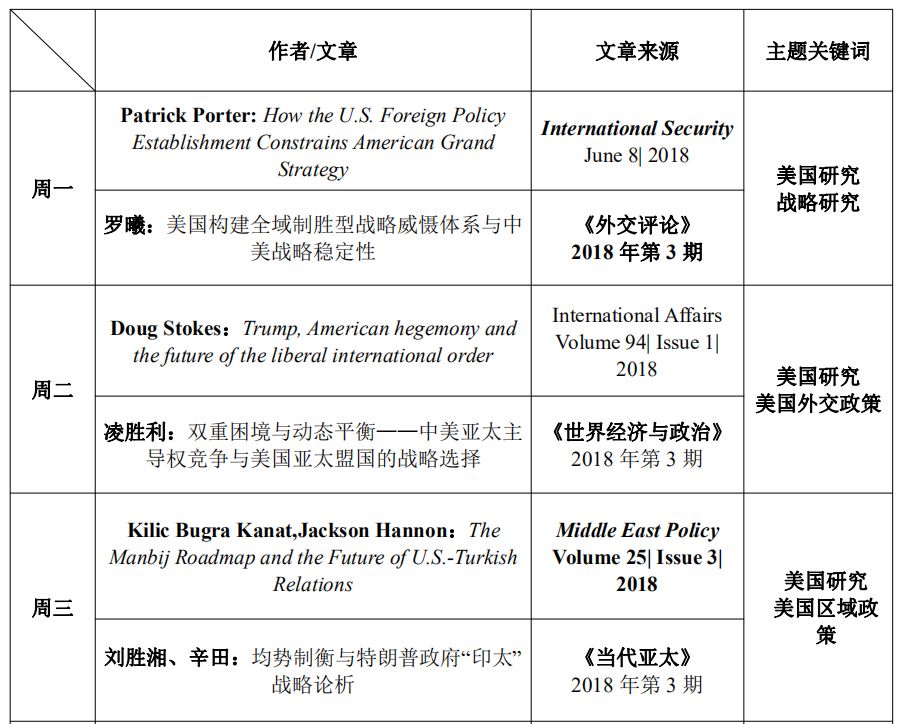 作者/文章
文章来源
主题关键词
周一
Patrick Porter: How the U.S. Foreign Policy
Establishment Constrains American Grand
Strategy
International Security
June 8| 2018
美国研究
战略研究
罗曦：美国构建全域制胜型战略威慑体系与中
美战略稳定性
《外交评论》
2018 年第 3 期
周二
Doug Stokes：Trump, American hegemony and
the future of the liberal international order
International Affairs
Volume 94| Issue 1|
2018
美国研究
美国外交政策
凌胜利：双重困境与动态平衡——中美亚太主
导权竞争与美国亚太盟国的战略选择
《世界经济与政治》
2018 年第 3 期
周三
Kilic Bugra Kanat,Jackson Hannon：The
Manbij Roadmap and the Future of U.S.-Turkish
Relations
Middle East Policy
Volume 25| Issue 3|
2018
美国研究
美国区域政
策
刘胜湘、辛田：均势制衡与特朗普政府“印太”
战略论析
《当代亚太》
2018 年第 3 期